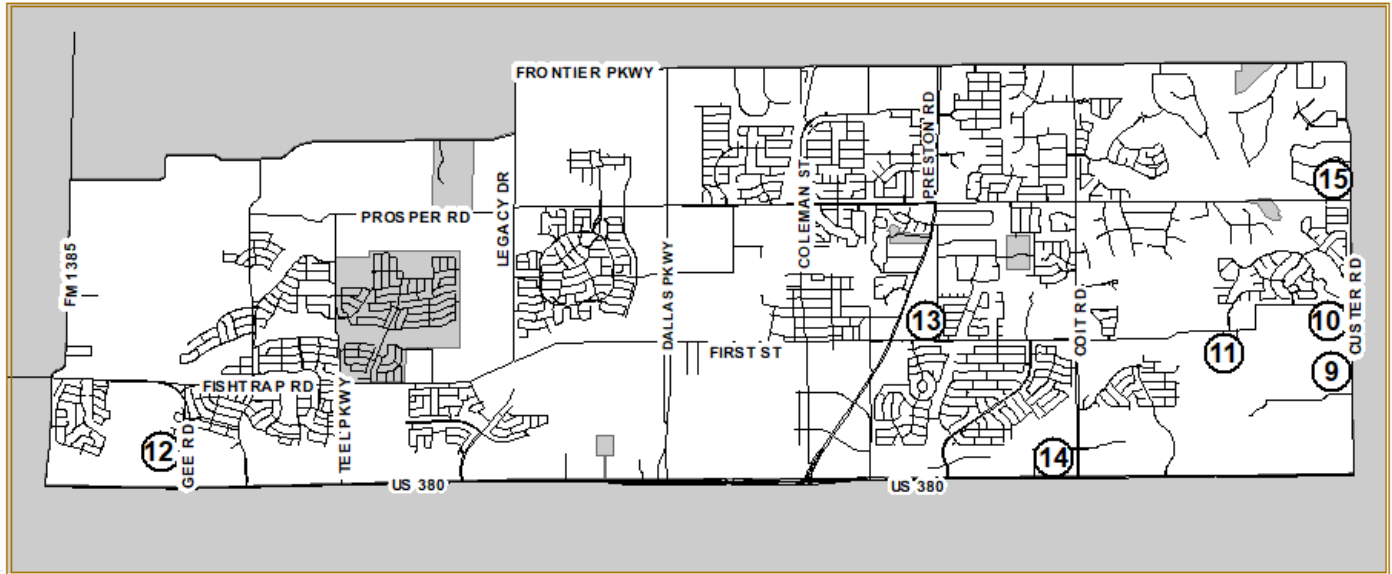 FRONTIER PKWY
PRESTON RD
COLEMAN ST
15
LEGACY DR
PROSPER RD
FM 1385
DALLAS PKWY
COIT RD
CUSTER RD
13
10
FIRST ST
11
9
FISHTRAP RD
TEEL PKWY
GEE RD
12
14
US 380
US 380